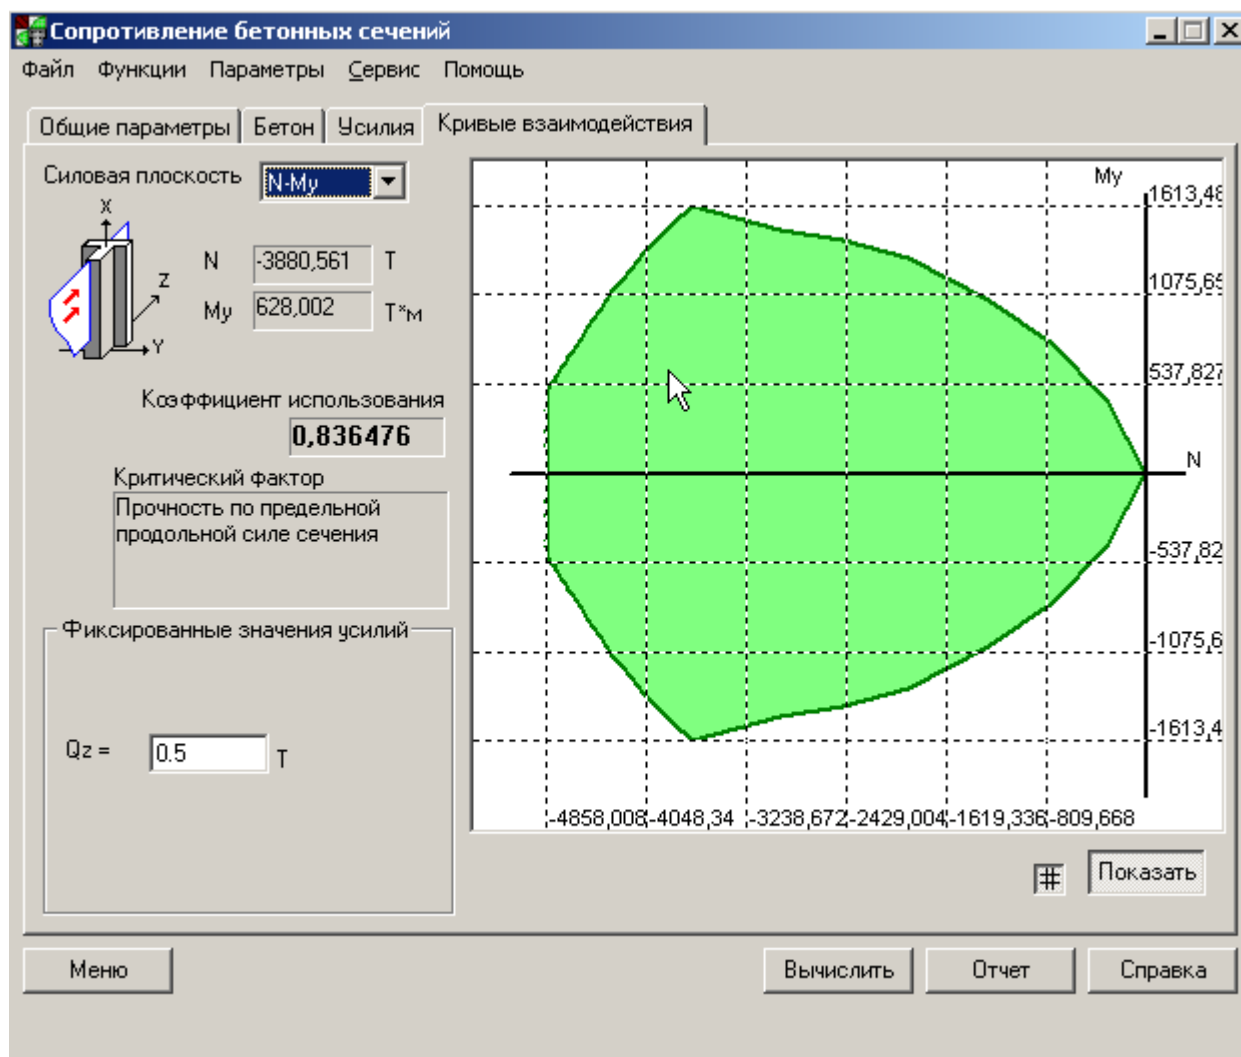 Сопротивление бетонных сечений
Файл Функции Параметры Сервис Помощь
Общие параметры Бетон Усилия Кривые взаимодействия
Силовая плоскость N-My
X
Z
Y
N -3880,561 Т
My 628,002 Т*м
Коэффициент использования
0,836476
Критический фактор
Прочность по предельной
продольной силе сечения
Фиксированные значения усилий
Qz = 0.5 Т
My
1613,48
1075,65
537,827
N
-537,82
-1075,6
-1613,4
-4858,008 -4048,34 -3238,672 -2429,004 -1619,336 -809,668
Показать
Меню Вычислить Отчет Справка